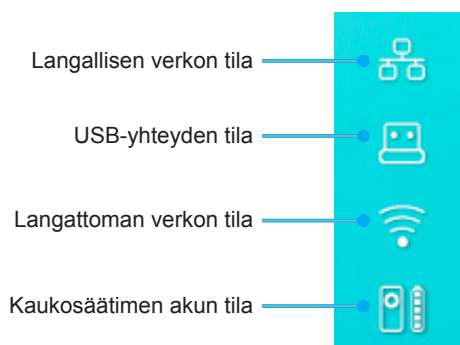 Langallisen verkon tila
USB-yhteyden tila
Langattoman verkon tila
Kaukosäätimen akun tila